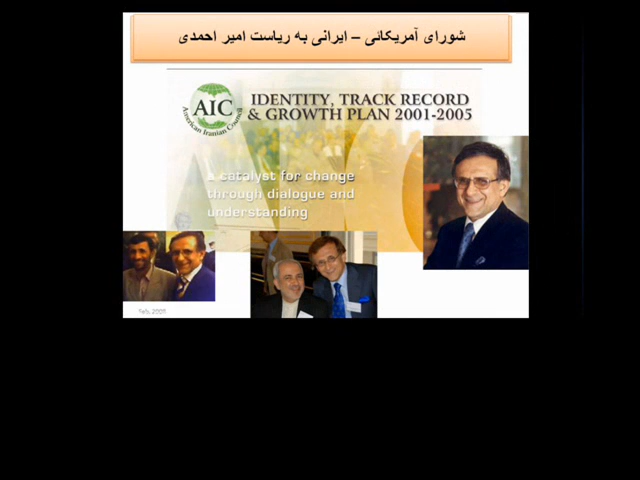 شورای آمریکائی – ایرانی به ریاست امیر احمدی
AIC
American Iranian Council
IDENTITY, TRACK RECORD
& GROWTH PLAN 2001-2005
a catalyst for change
through dialogue and
understanding